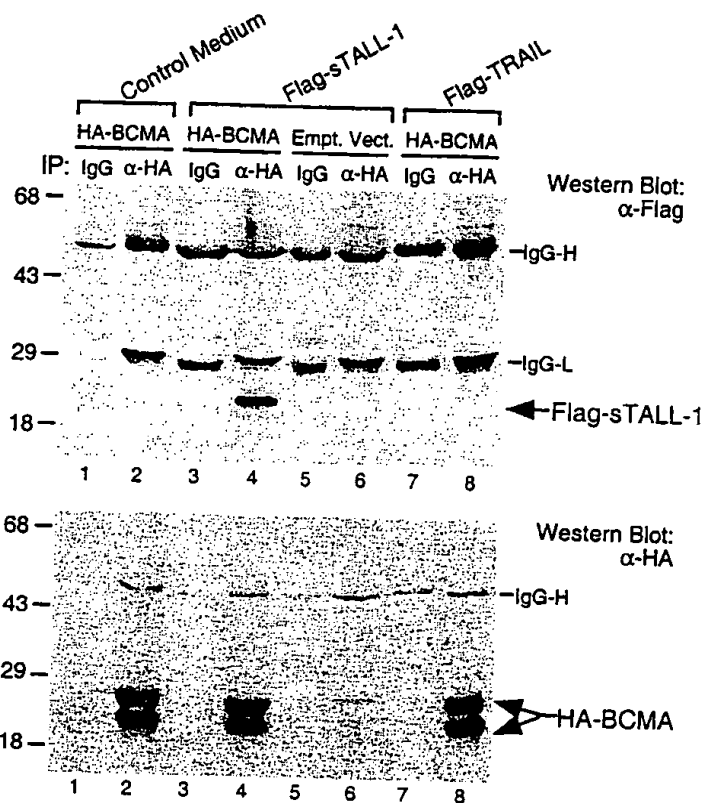 Control Medium
Flag-sTALL-1
Flag-TRAIL
HA-BCMA HA-BCMA Empt. Vect. HA-BCMA
IP: IgG α-HA IgG α-HA IgG α-HA IgG α-HA
Western Blot:
α-Flag
68
IgG-H
43
29
IgG-L
Flag-sTALL-1
18
1 2 3 4 5 6 7 8
68
Western Blot:
α-HA
IgG-H
43
29
HA-BCMA
18
1 2 3 4 5 6 7 8